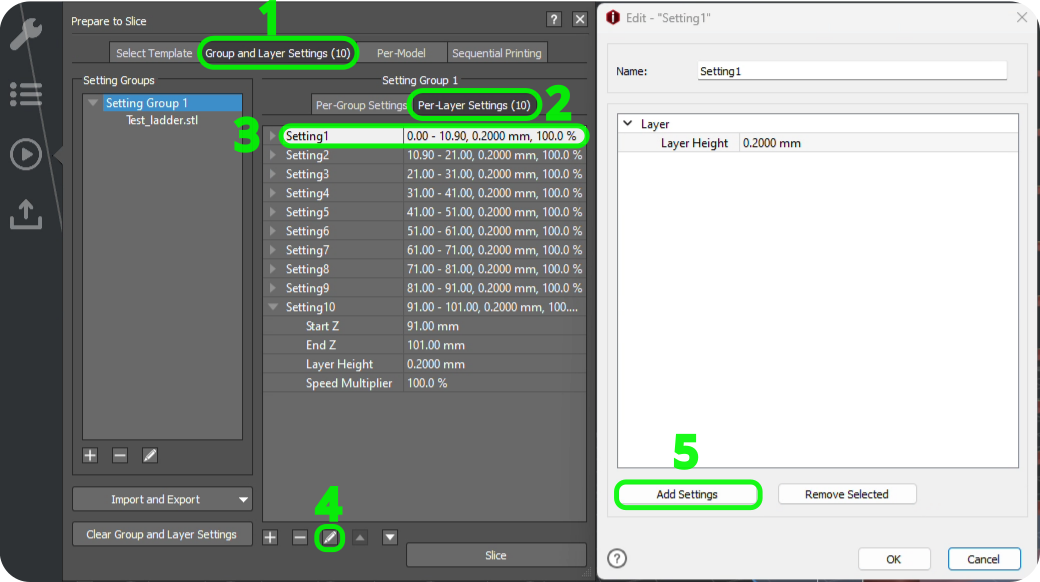 Prepare to Slice
?
1
Select Template
Group and Layer Settings (10)
Per-Model
Sequential Printing
Setting Groups
Setting Group 1
Test_ladder.stl
Import and Export
Clear Group and Layer Settings
Setting Group 1
Per-Group Settings
Per-Layer Settings (10)
2
3
Setting1 0.00 - 10.90, 0.2000 mm, 100.0 %
Setting2 10.90 - 21.00, 0.2000 mm, 100.0 %
Setting3 21.00 - 31.00, 0.2000 mm, 100.0 %
Setting4 31.00 - 41.00, 0.2000 mm, 100.0 %
Setting5 41.00 - 51.00, 0.2000 mm, 100.0 %
Setting6 51.00 - 61.00, 0.2000 mm, 100.0 %
Setting7 61.00 - 71.00, 0.2000 mm, 100.0 %
Setting8 71.00 - 81.00, 0.2000 mm, 100.0 %
Setting9 81.00 - 91.00, 0.2000 mm, 100.0 %
Setting10 91.00 - 101.00, 0.2000 mm, 100....
Start Z 91.00 mm
End Z 101.00 mm
Layer Height 0.2000 mm
Speed Multiplier 100.0 %
4
Slice
Edit - "Setting1"
Name: Setting1
Layer
Layer Height 0.2000 mm
5
Add Settings
Remove Selected
?
OK
Cancel